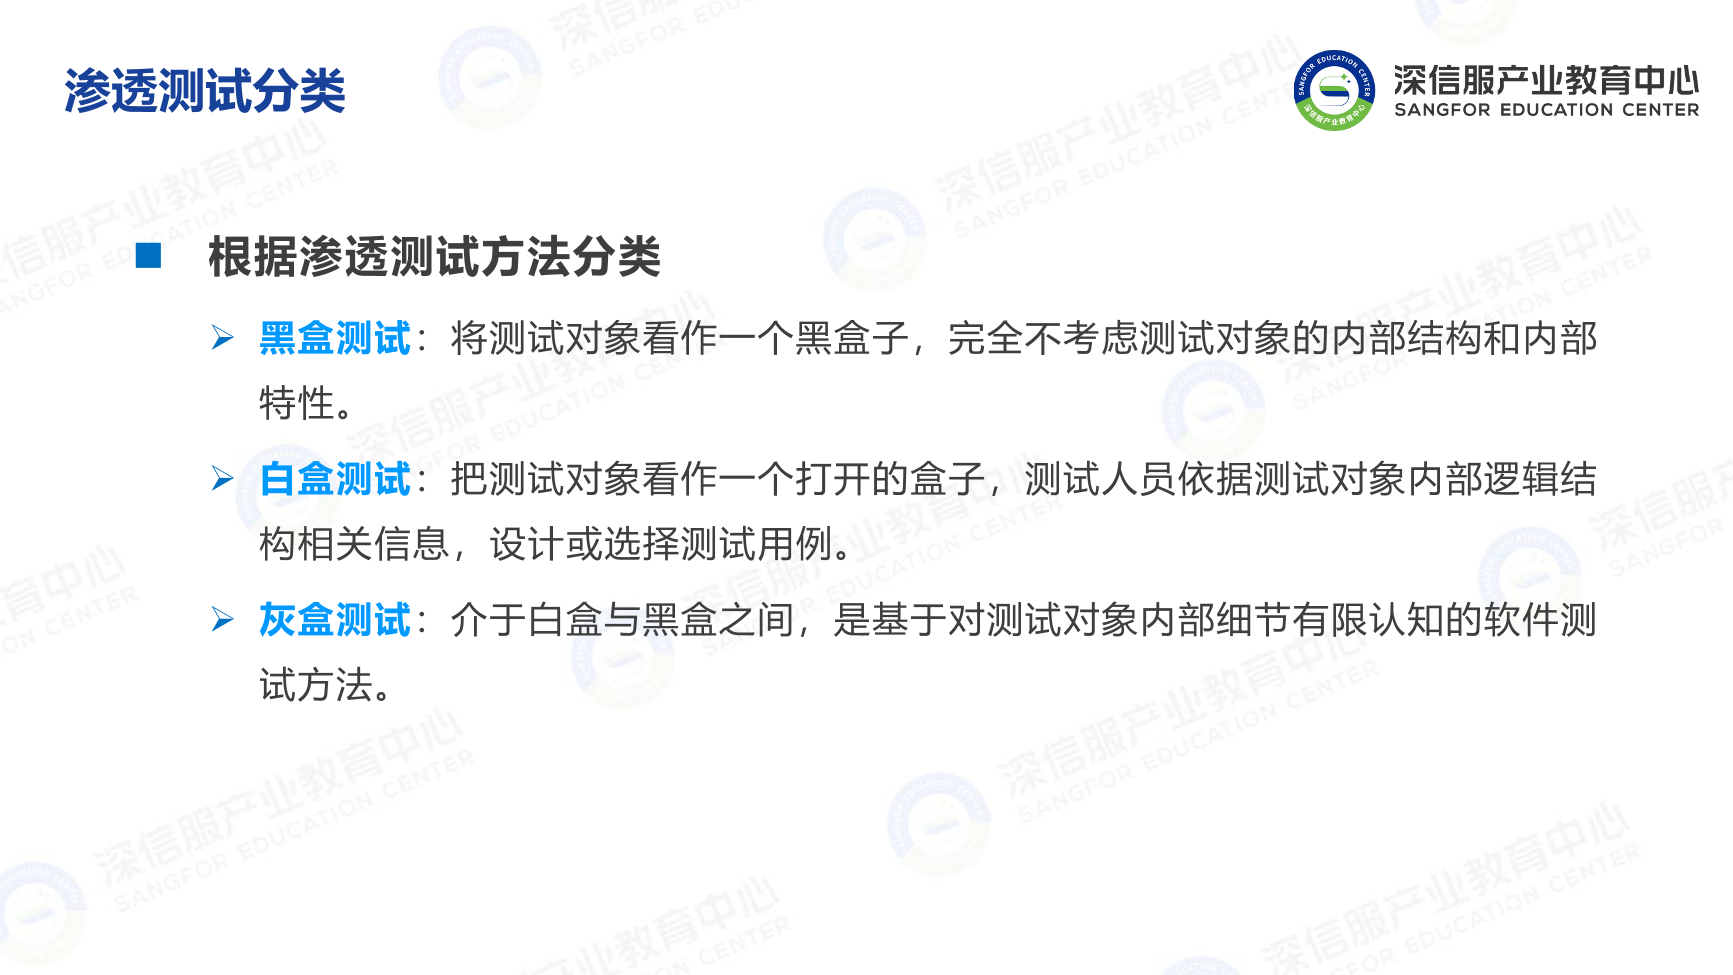 渗透测试分类
深信服产业教育中心
SANGFOR EDUCATION CENTER
根据渗透测试方法分类
黑盒测试：将测试对象看作一个黑盒子，完全不考虑测试对象的内部结构和内部
特性。
白盒测试：把测试对象看作一个打开的盒子，测试人员依据测试对象内部逻辑结
构相关信息，设计或选择测试用例。
灰盒测试：介于白盒与黑盒之间，是基于对测试对象内部细节有限认知的软件测
试方法。